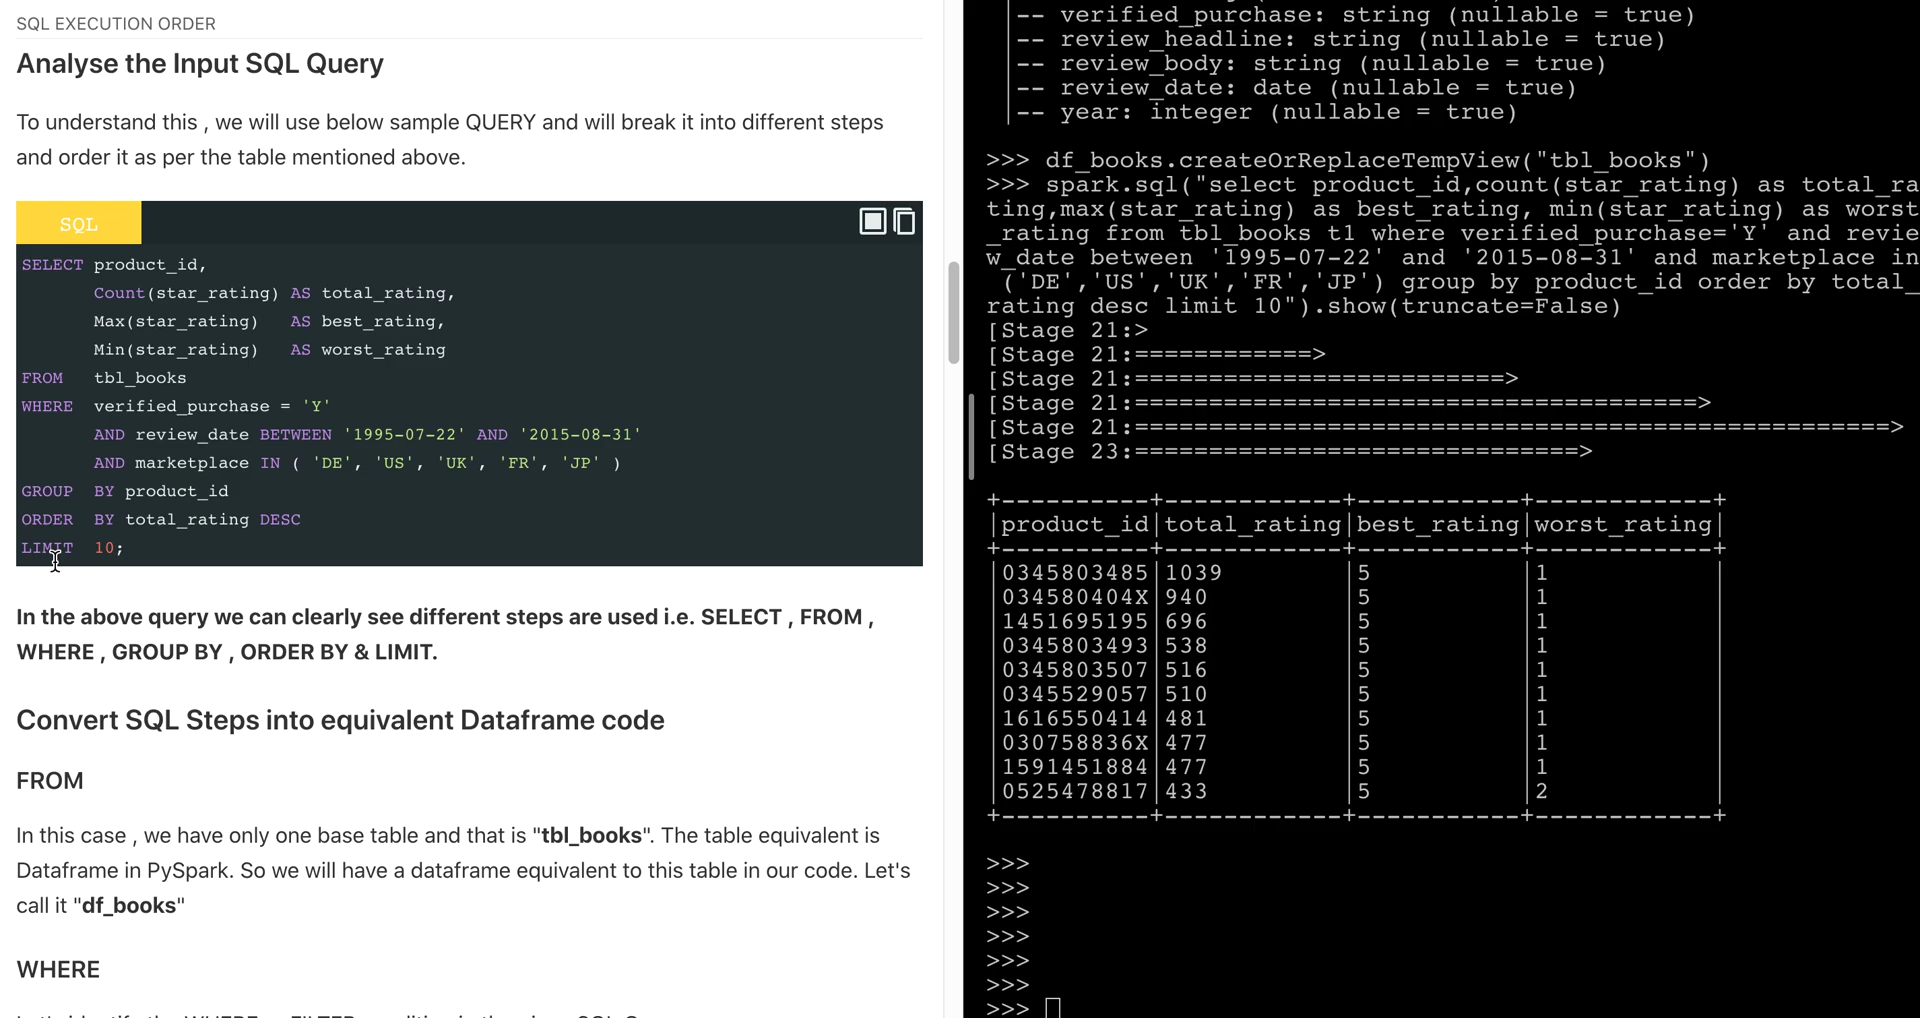 SQL EXECUTION ORDER
Analyse the Input SQL Query
To understand this , we will use below sample QUERY and will break it into different steps
and order it as per the table mentioned above.
SQL
SELECT product_id,
       Count(star_rating) AS total_rating,
       Max(star_rating)   AS best_rating,
       Min(star_rating)   AS worst_rating
FROM   tbl_books
WHERE  verified_purchase = 'Y'
       AND review_date BETWEEN '1995-07-22' AND '2015-08-31'
       AND marketplace IN ( 'DE', 'US', 'UK', 'FR', 'JP' )
GROUP  BY product_id
ORDER  BY total_rating DESC
LIMIT  10;
In the above query we can clearly see different steps are used i.e. SELECT , FROM ,
WHERE , GROUP BY , ORDER BY & LIMIT.
Convert SQL Steps into equivalent Dataframe code
FROM
In this case , we have only one base table and that is "tbl_books". The table equivalent is
Dataframe in PySpark. So we will have a dataframe equivalent to this table in our code. Let's
call it "df_books"
WHERE
 |-- verified_purchase: string (nullable = true)
 |-- review_headline: string (nullable = true)
 |-- review_body: string (nullable = true)
 |-- review_date: date (nullable = true)
 |-- year: integer (nullable = true)
>>> df_books.createOrReplaceTempView("tbl_books")
>>> spark.sql("select product_id,count(star_rating) as total_ra
ting,max(star_rating) as best_rating, min(star_rating) as worst
_rating from tbl_books t1 where verified_purchase='Y' and revie
w_date between '1995-07-22' and '2015-08-31' and marketplace in
 ('DE','US','UK','FR','JP') group by product_id order by total_
rating desc limit 10").show(truncate=False)
[Stage 21:>
[Stage 21:============>
[Stage 21:=========================>
[Stage 21:======================================>
[Stage 21:===================================================>
[Stage 23:==============================>
+----------+------------+-----------+------------+
|product_id|total_rating|best_rating|worst_rating|
+----------+------------+-----------+------------+
|0345803485|1039        |5          |1           |
|034580404X|940         |5          |1           |
|1451695195|696         |5          |1           |
|0345803493|538         |5          |1           |
|0345803507|516         |5          |1           |
|0345529057|510         |5          |1           |
|1616550414|481         |5          |1           |
|030758836X|477         |5          |1           |
|1591451884|477         |5          |1           |
|0525478817|433         |5          |2           |
+----------+------------+-----------+------------+
>>>
>>>
>>>
>>>
>>>
>>>
>>>